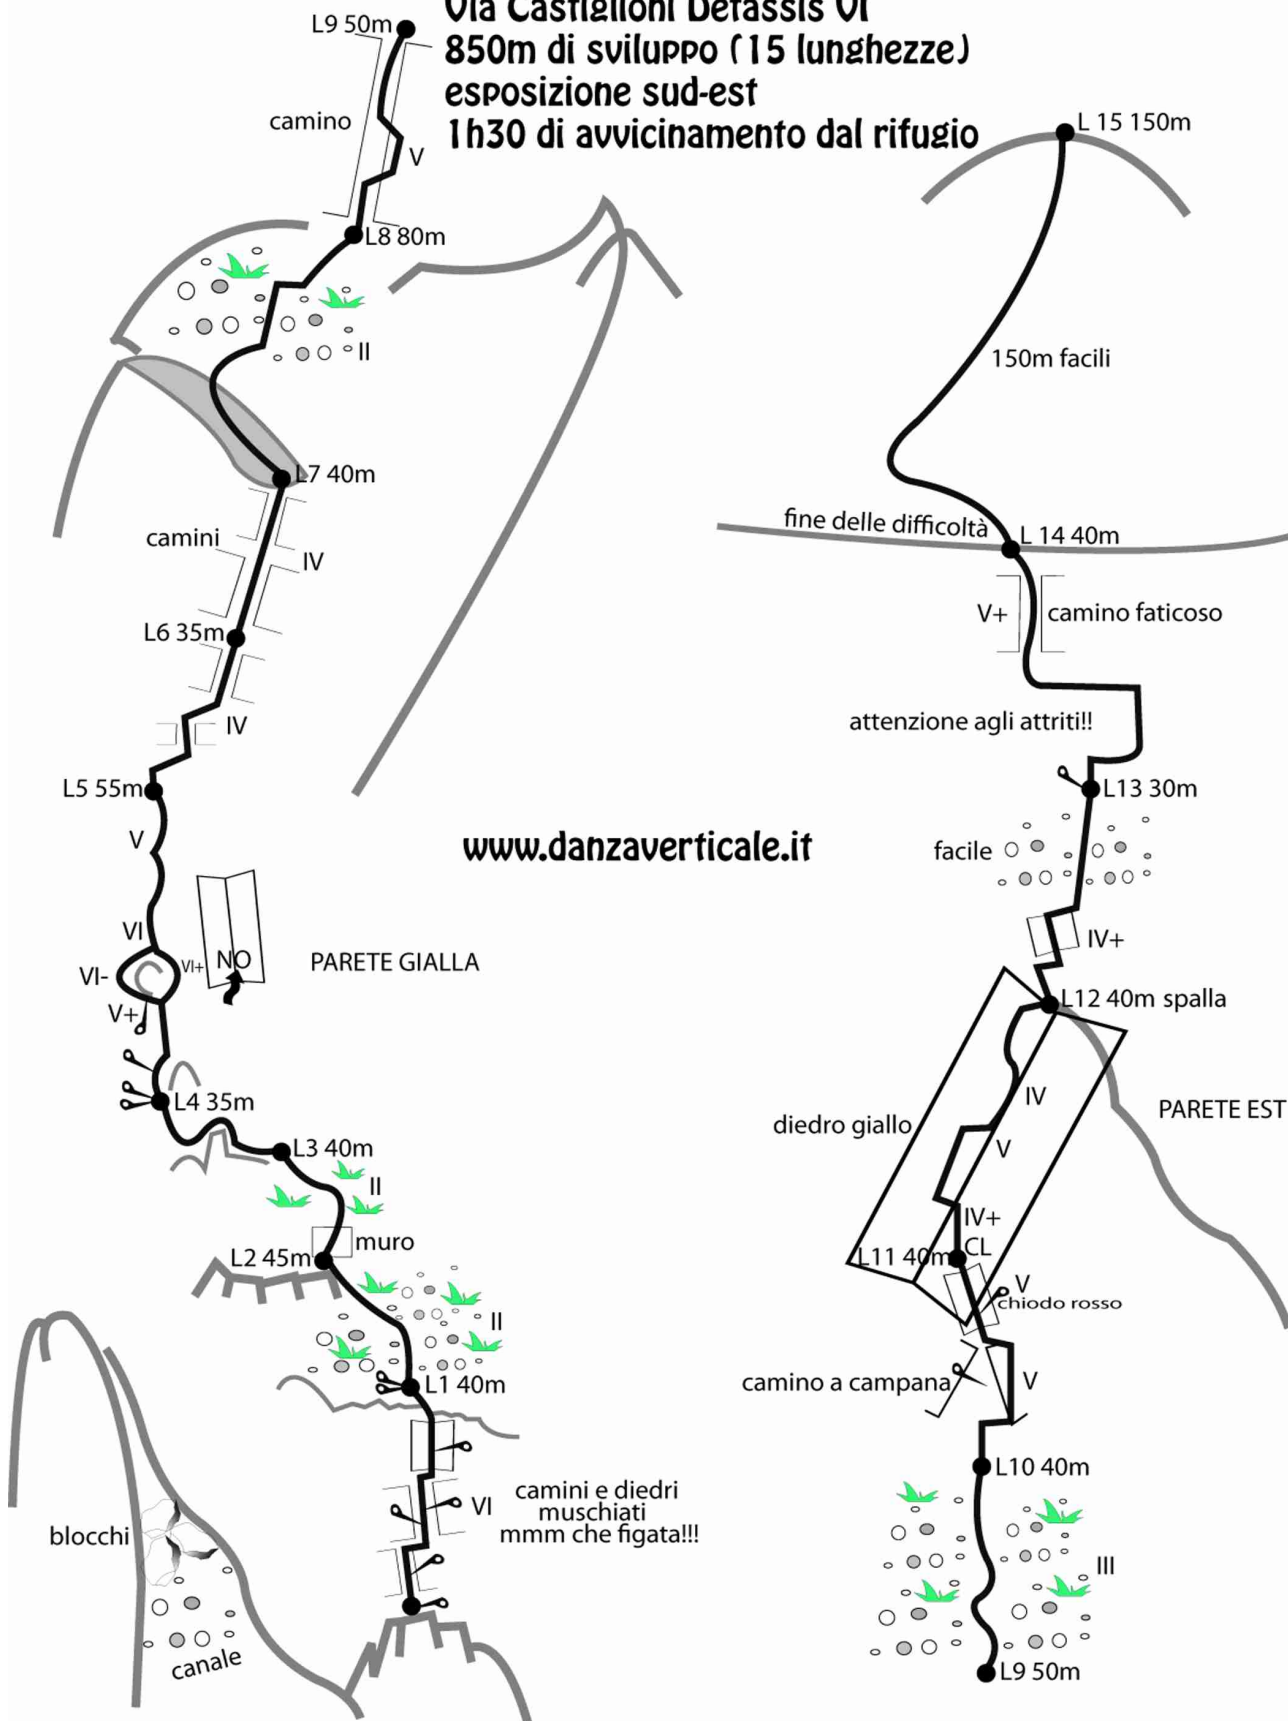 Via Castiglioni Detassis VI
850m di sviluppo (15 lunghezze)
esposizione sud-est
1h30 di avvicinamento dal rifugio
L9 50m
camino
V
L8 80m
II
L7 40m
camini
IV
L6 35m
IV
L5 55m
V
VI
VI-
VI+
NO
V+
PARETE GIALLA
L4 35m
L3 40m
II
muro
L2 45m
II
L1 40m
VI
camini e diedri
muschiati
mmm che figata!!!
blocchi
canale
www.danzaverticale.it
L 15 150m
150m facili
fine delle difficoltà
L 14 40m
V+
camino faticoso
attenzione agli attriti!!
L13 30m
facile
IV+
L12 40m spalla
PARETE EST
diedro giallo
IV
V
IV+
L11 40m
CL
V
chiodo rosso
camino a campana
V
L10 40m
III
L9 50m